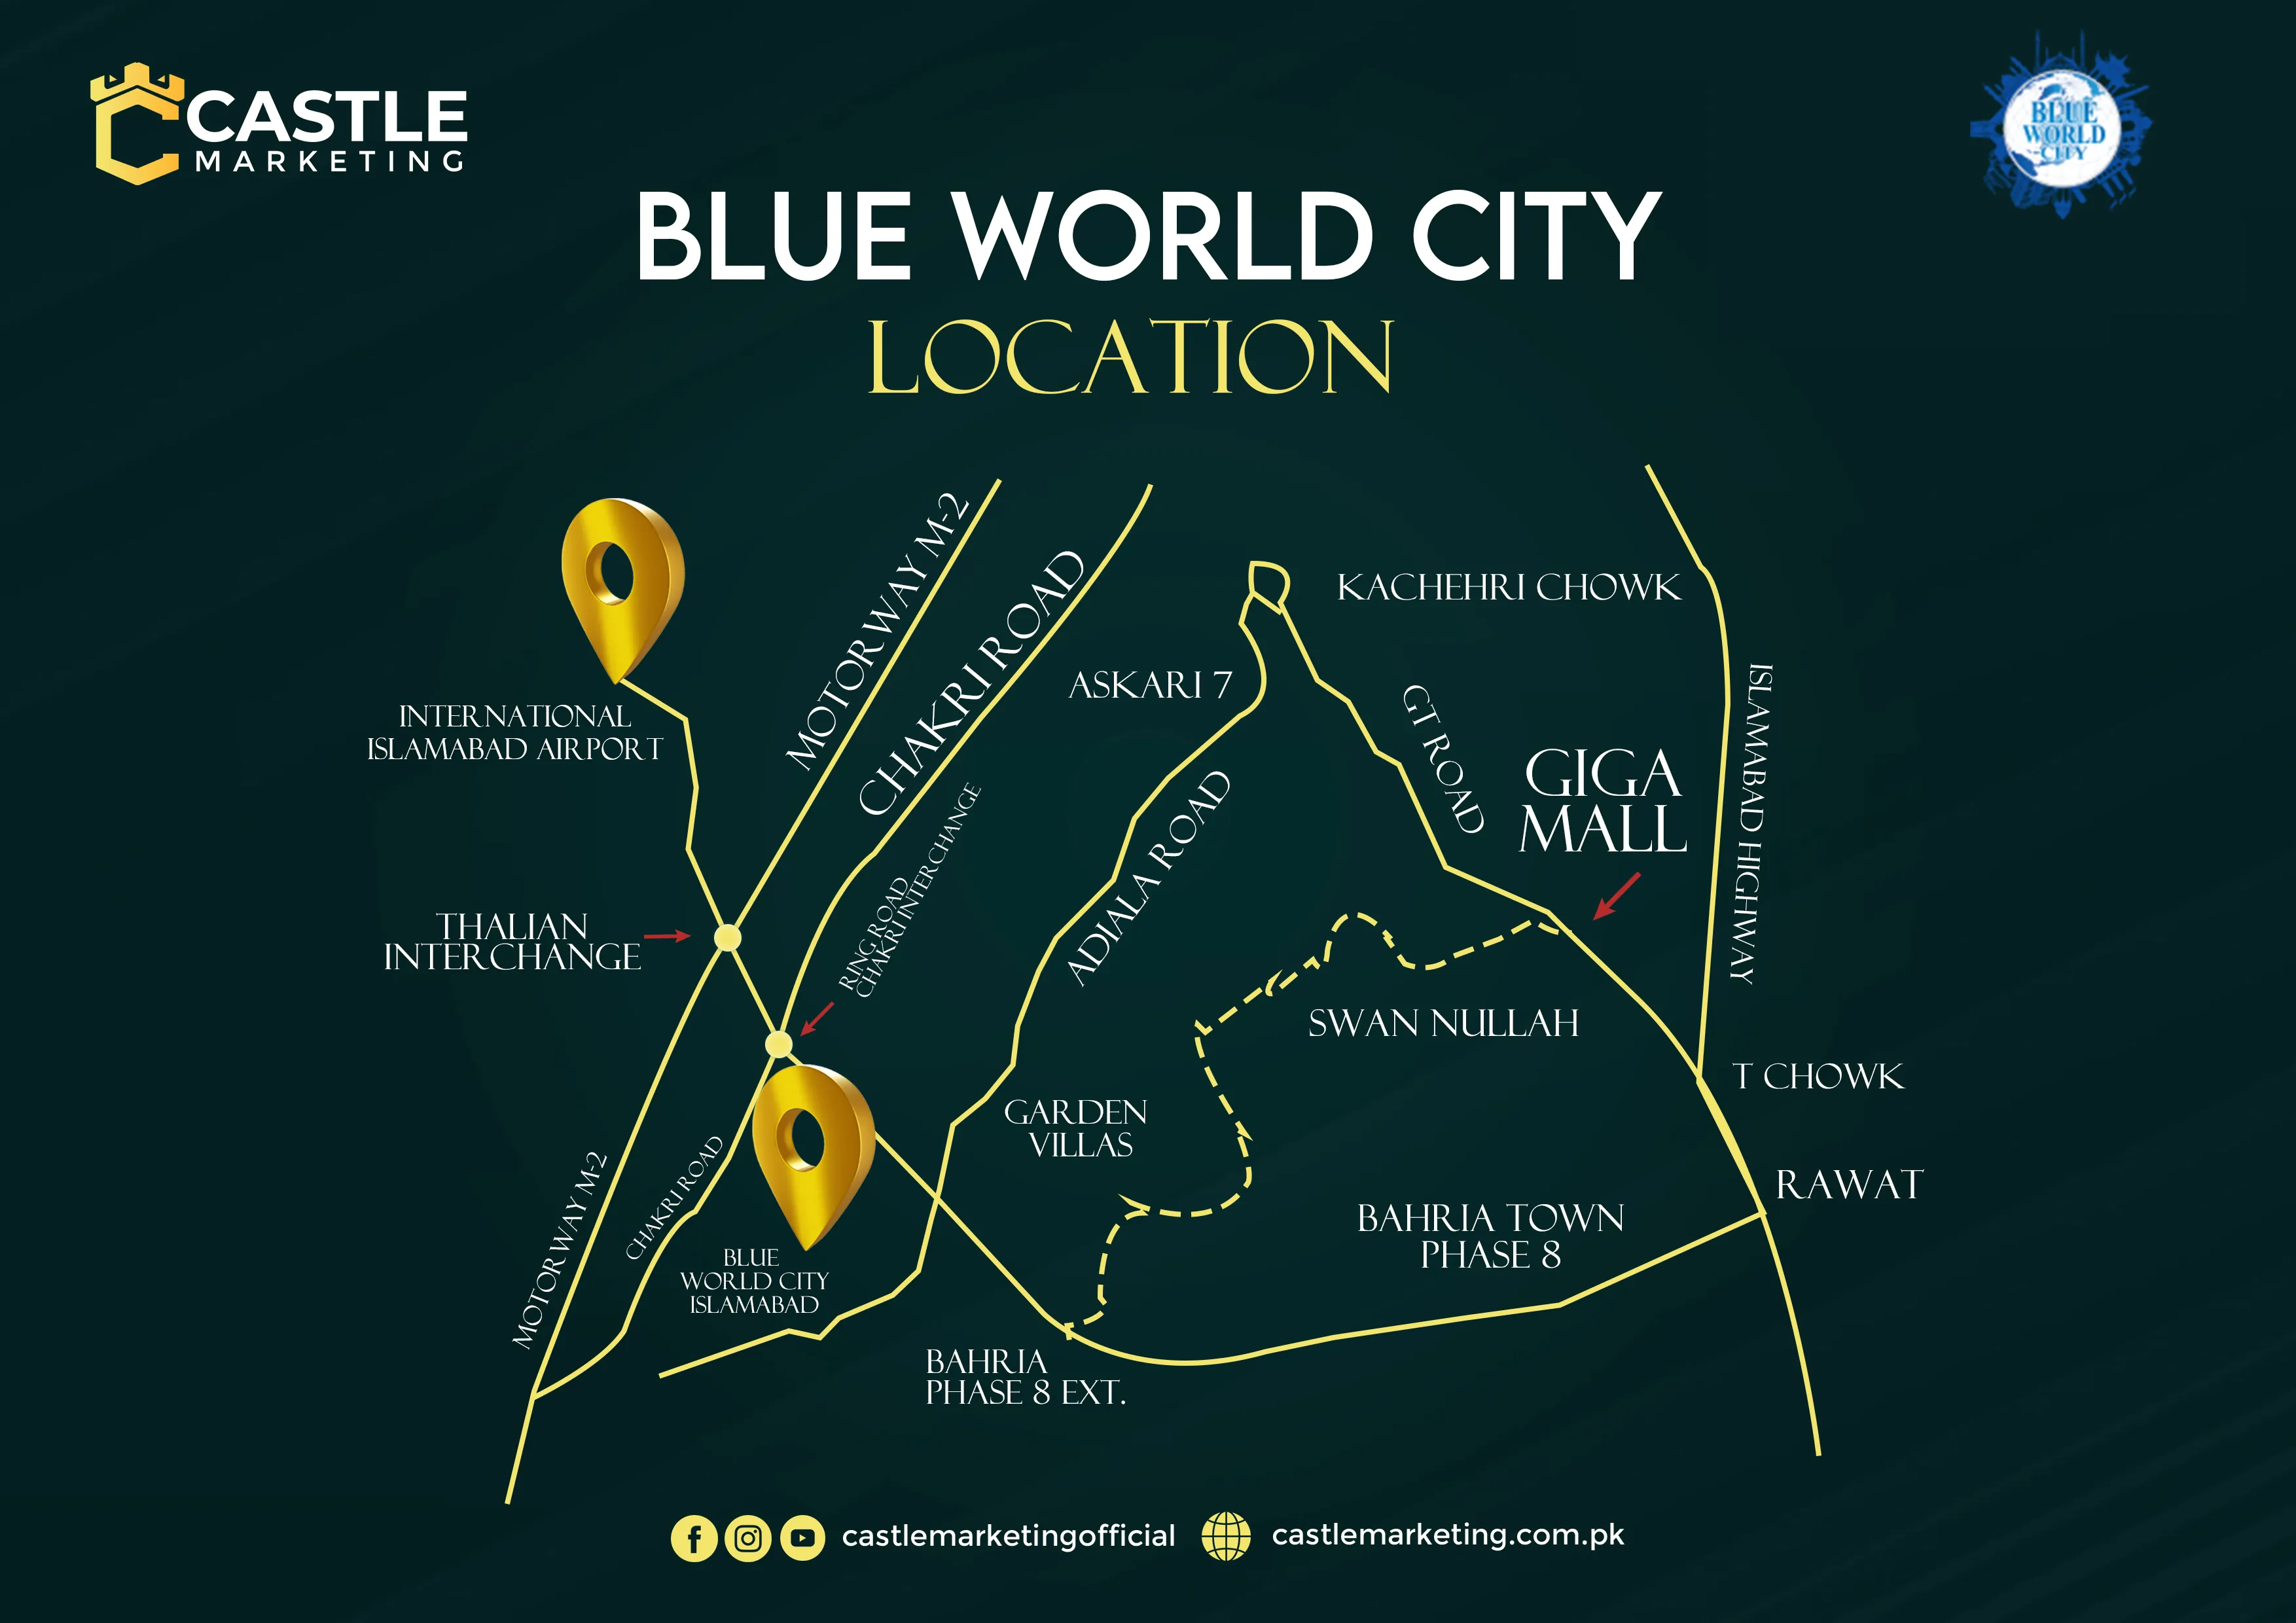 CASTLE
MARKETING
BLUE
WORLD
CITY
BLUE WORLD CITY
LOCATION
MOTORWAY M-2
CHAKRI ROAD
KACHEHRI CHOWK
ASKARI 7
INTERNATIONAL
ISLAMABAD AIRPORT
GT ROAD
ISLAMABAD HIGHWAY
GIGA
MALL
ADIALA ROAD
RING ROAD
CHAKRI INTERCHANGE
THALIAN
INTERCHANGE
SWAN NULLAH
T CHOWK
GARDEN
VILLAS
MOTORWAY M-2
CHAKRI ROAD
RAWAT
BAHRIA TOWN
PHASE 8
BLUE
WORLD CITY
ISLAMABAD
BAHRIA
PHASE 8 EXT.
castlemarketingofficial
castlemarketing.com.pk